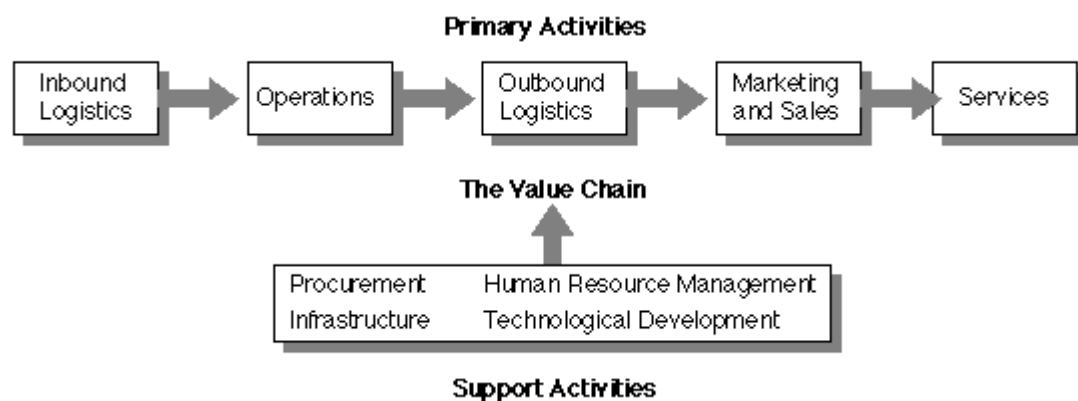 Primary Activities
Inbound
Logistics
Operations
Outbound
Logistics
Marketing
and Sales
Services
The Value Chain
Procurement Human Resource Management
Infrastructure Technological Development
Support Activities